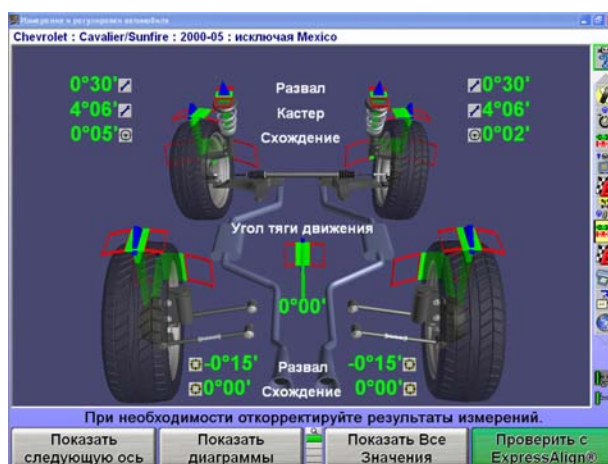 Измерение и регулировки автомобиля
Chevrolet : Cavalier/Sunfire : 2000-05 : исключая Mexico
0°30' Развал 0°30'
4°06' Кастер 4°06'
0°05' Схождение 0°02'
Угол тяги движения
0°00'
-0°15' Развал -0°15'
0°00' Схождение 0°00'
При необходимости откорректируйте результаты измерений.
Показать следующую ось
Показать диаграммы
Показать Все Значения
Проверить с ExpressAlign®